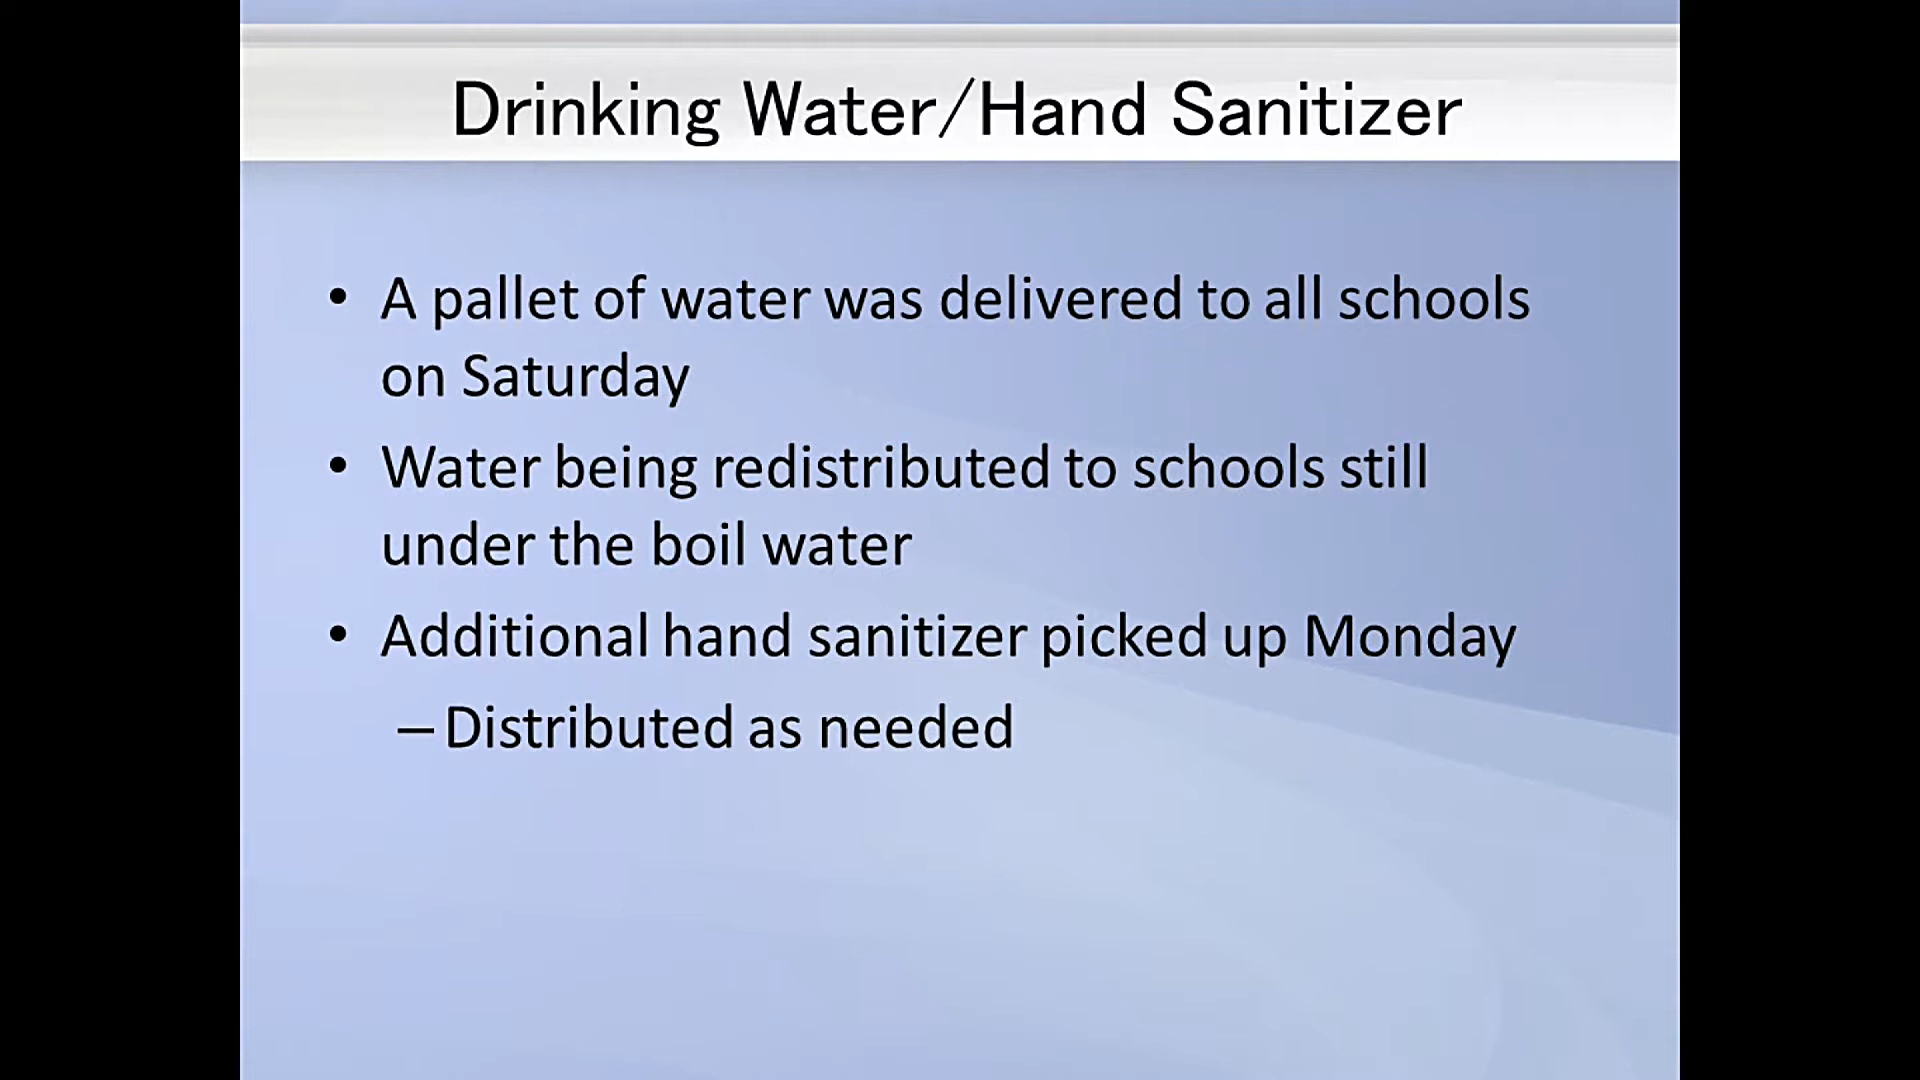 Drinking Water/Hand Sanitizer
• A pallet of water was delivered to all schools
on Saturday
• Water being redistributed to schools still
under the boil water
• Additional hand sanitizer picked up Monday
– Distributed as needed